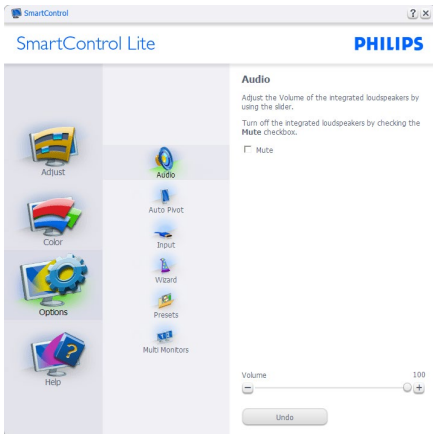 SmartControl
SmartControl Lite
PHILIPS
Adjust
Color
Options
Help
Audio
Auto Pivot
Input
Wizard
Presets
Multi Monitors
Audio
Adjust the Volume of the integrated loudspeakers by
using the slider.
Turn off the integrated loudspeakers by checking the
Mute checkbox.
Mute
Volume 100
Undo